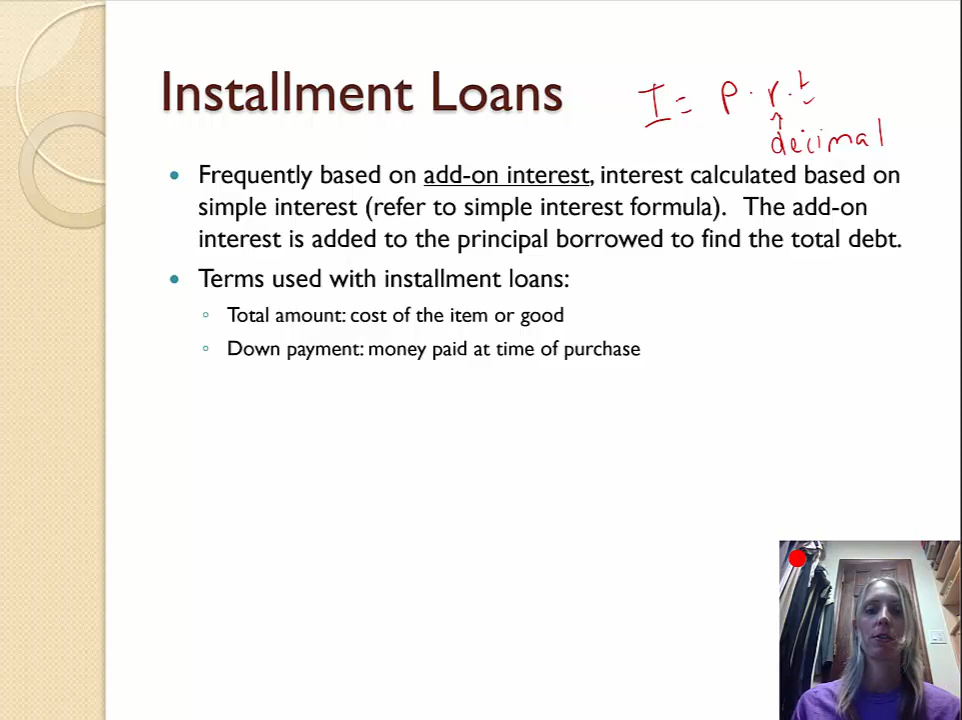 Installment Loans
I = P · r · t
decimal
Frequently based on add-on interest, interest calculated based on
simple interest (refer to simple interest formula). The add-on
interest is added to the principal borrowed to find the total debt.
Terms used with installment loans:
Total amount: cost of the item or good
Down payment: money paid at time of purchase